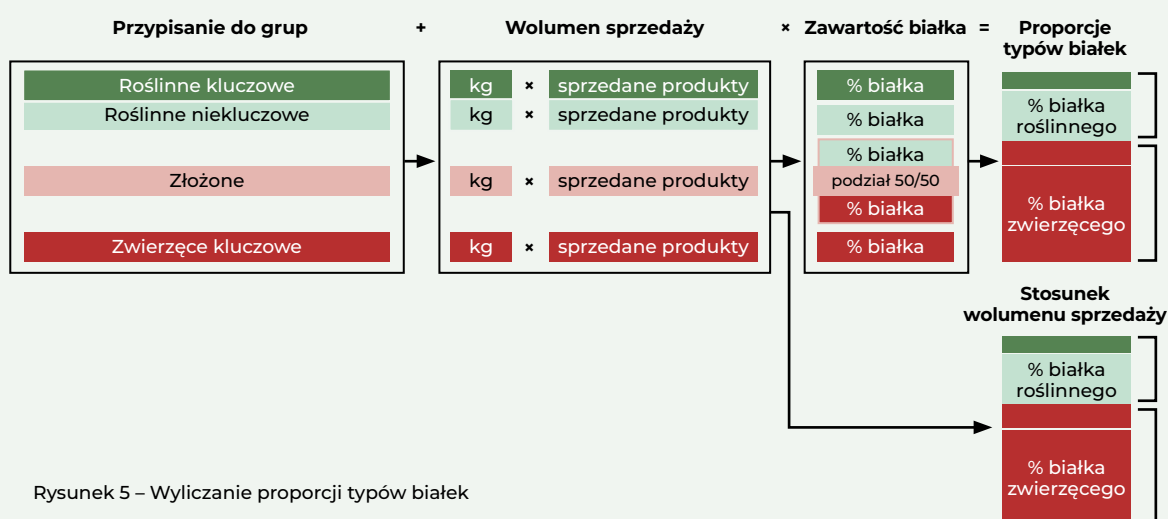 Przypisanie do grup + Wolumen sprzedaży × Zawartość białka = Proporcje
typów białek
Roślinne kluczowe
Roślinne niekluczowe
Złożone
Zwierzęce kluczowe
kg × sprzedane produkty
kg × sprzedane produkty
kg × sprzedane produkty
kg × sprzedane produkty
% białka
% białka
% białka
podział 50/50
% białka
% białka
% białka
roślinnego
% białka
zwierzęcego
Stosunek
wolumenu sprzedaży
% białka
roślinnego
% białka
zwierzęcego
Rysunek 5 – Wyliczanie proporcji typów białek